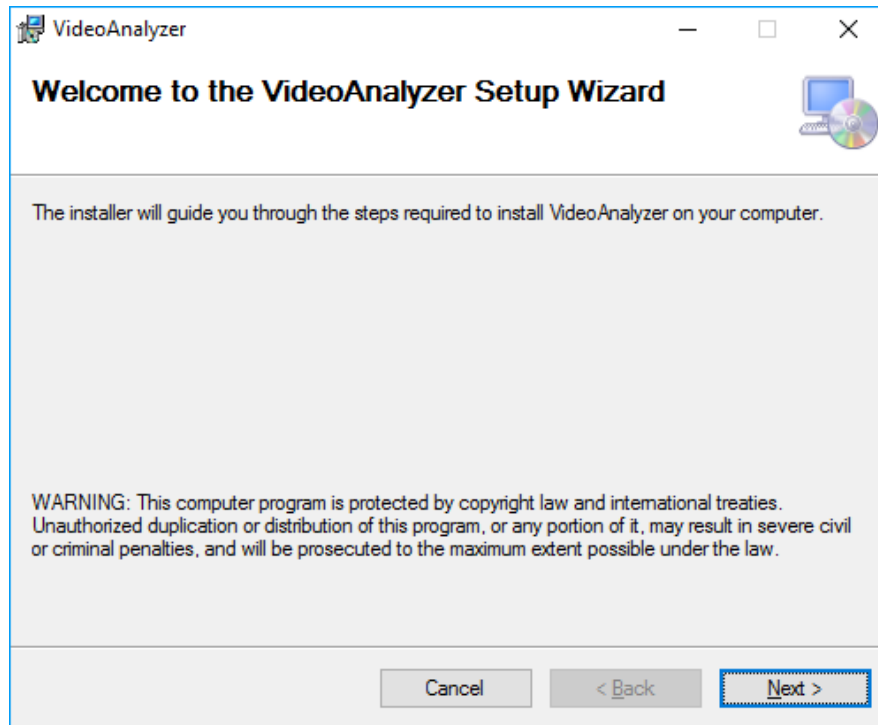 VideoAnalyzer
Welcome to the VideoAnalyzer Setup Wizard
The installer will guide you through the steps required to install VideoAnalyzer on your computer.
WARNING: This computer program is protected by copyright law and international treaties.
Unauthorized duplication or distribution of this program, or any portion of it, may result in severe civil
or criminal penalties, and will be prosecuted to the maximum extent possible under the law.
Cancel < Back Next >